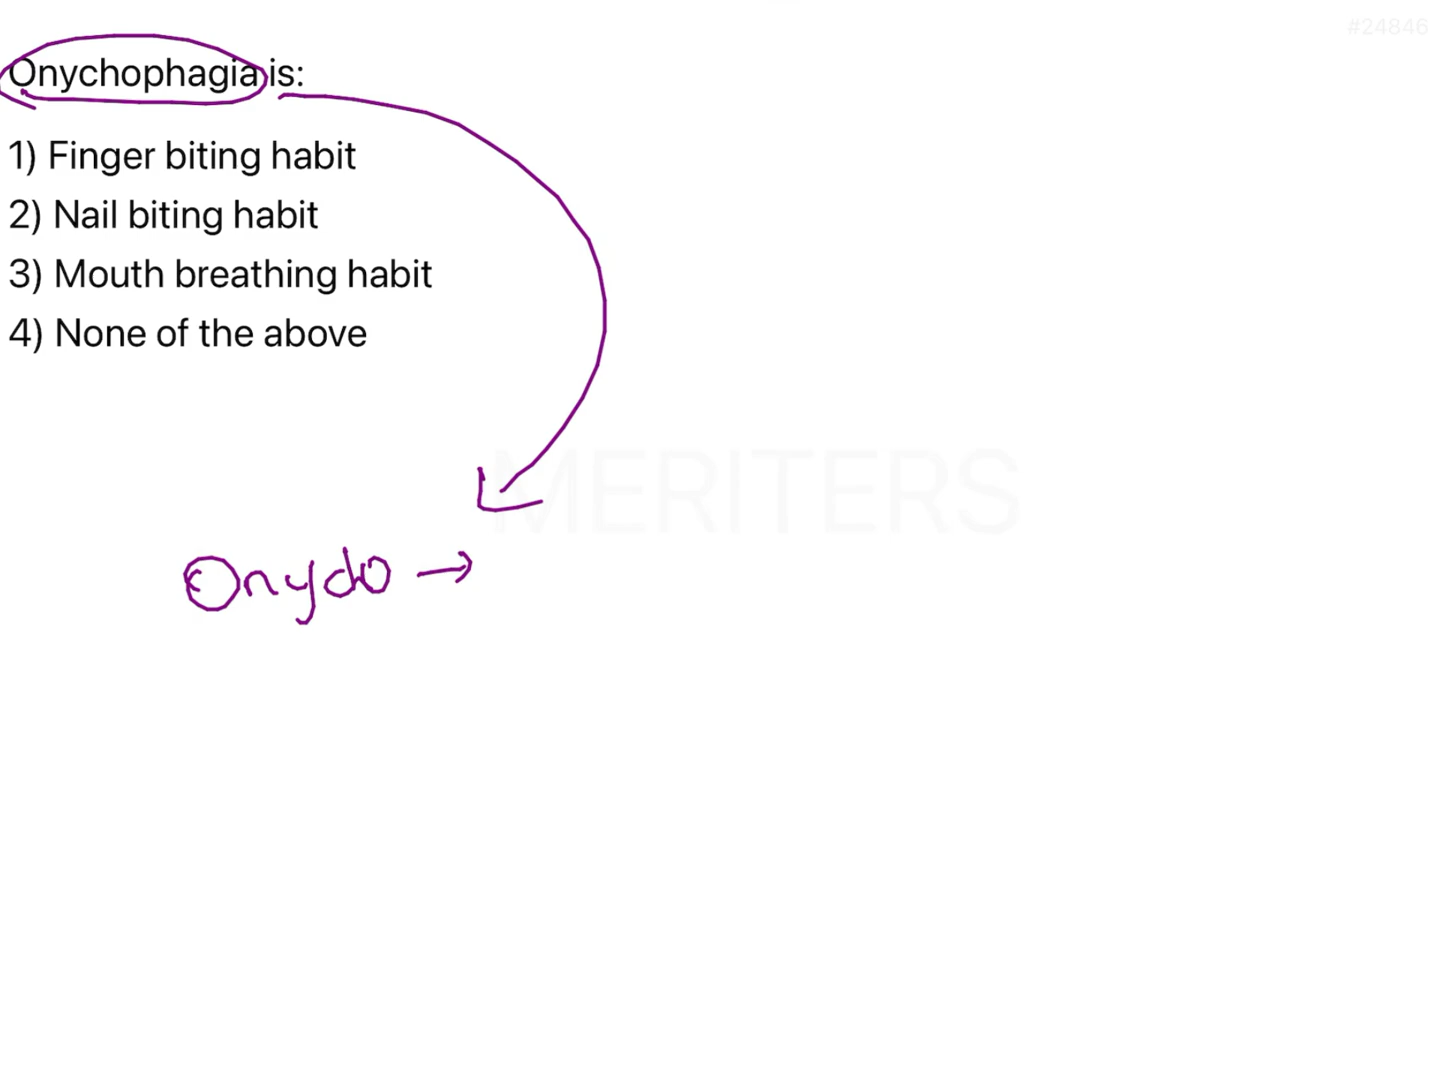 #24846
Onychophagia is:
1) Finger biting habit
2) Nail biting habit
3) Mouth breathing habit
4) None of the above
MERITERS
Onycho →